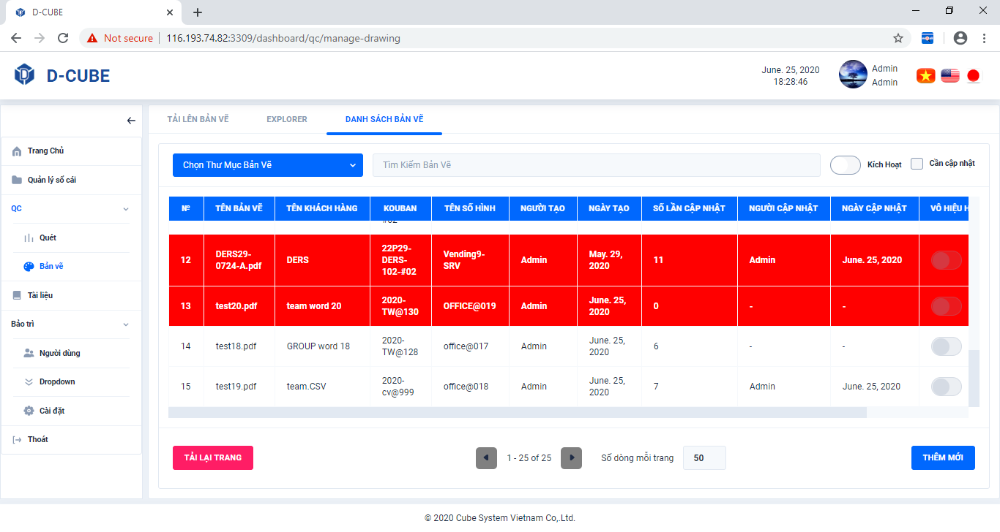 D-CUBE
Not secure
116.193.74.82:3309/dashboard/qc/manage-drawing
D-CUBE
June. 25, 2020
18:28:46
Admin
Admin
TẢI LÊN BẢN VẼ
EXPLORER
DANH SÁCH BẢN VẼ
Trang Chủ
Quản lý sổ cái
QC
Quét
Bản vẽ
Tài liệu
Bảo trì
Người dùng
Dropdown
Cài đặt
Thoát
Chọn Thư Mục Bản Vẽ
Tìm Kiếm Bản Vẽ
Kích Hoạt
Cần cập nhật
№ TÊN BẢN VẼ TÊN KHÁCH HÀNG KOUBAN TÊN SỐ HÌNH NGƯỜI TẠO NGÀY TẠO SỐ LẦN CẬP NHẬT NGƯỜI CẬP NHẬT NGÀY CẬP NHẬT VÔ HIỆU H
12
DERS29-
0724-A.pdf
DERS
22P29-
DERS-
102-#02
Vending9-
SRV
Admin
May. 29,
2020
11
Admin
June. 25, 2020
13
test20.pdf
team word 20
2020-
TW@130
OFFICE@019
Admin
June. 25,
2020
0
-
-
14
test18.pdf
GROUP word 18
2020-
TW@128
office@017
Admin
June. 25,
2020
6
-
-
15
test19.pdf
team.CSV
2020-
cv@999
office@018
Admin
June. 25,
2020
7
Admin
June. 25, 2020
TẢI LẠI TRANG
1 - 25 of 25
Số dòng mỗi trang
50
THÊM MỚI
© 2020 Cube System Vietnam Co,.Ltd.